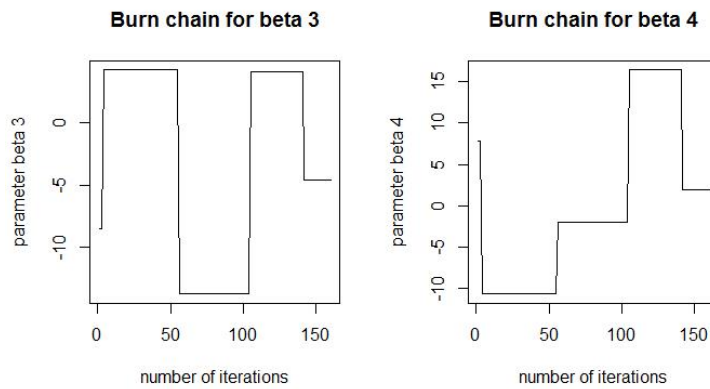 Burn chain for beta 3
parameter beta 3
0
-5
-10
0 50 100 150
number of iterations
Burn chain for beta 4
parameter beta 4
15
10
5
0
-5
-10
0 50 100 150
number of iterations